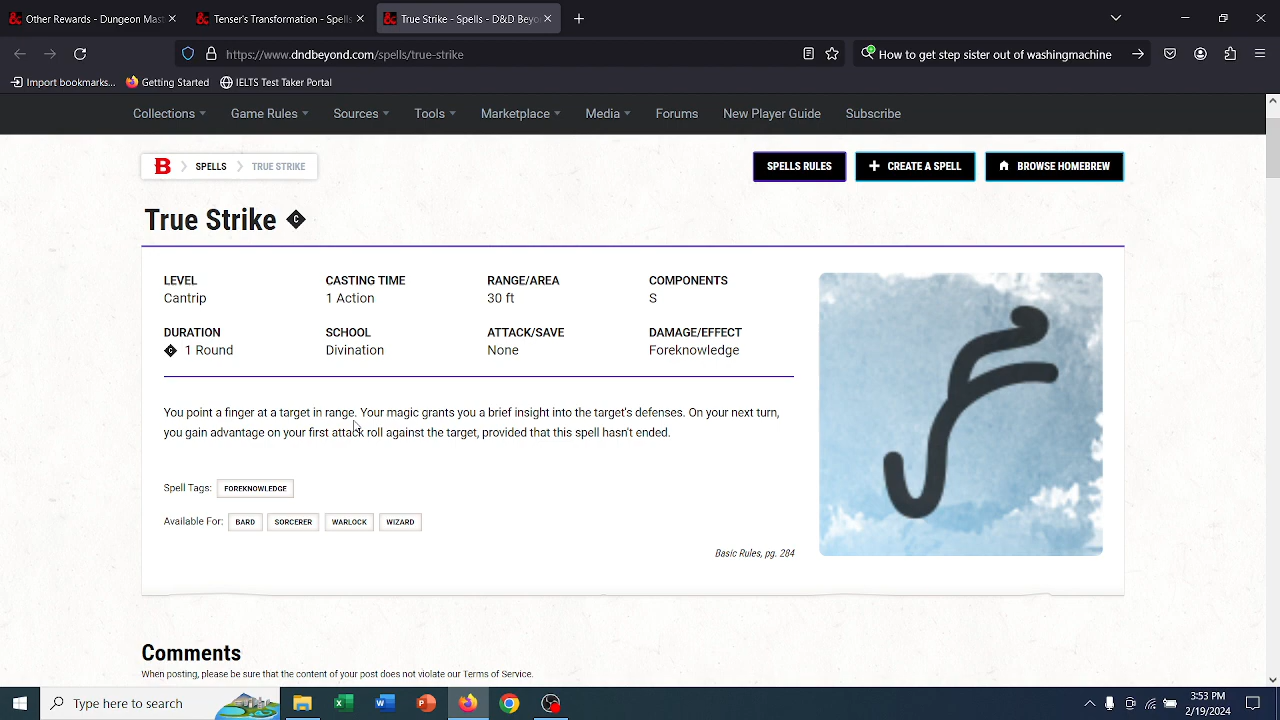 Other Rewards - Dungeon Mast
Tenser's Transformation - Spells
True Strike - Spells - D&D Beyon
https://www.dndbeyond.com/spells/true-strike
How to get step sister out of washingmachine
Import bookmarks...
Getting Started
IELTS Test Taker Portal
Collections
Game Rules
Sources
Tools
Marketplace
Media
Forums
New Player Guide
Subscribe
B
SPELLS
TRUE STRIKE
SPELLS RULES
CREATE A SPELL
BROWSE HOMEBREW
True Strike C
LEVEL
Cantrip
CASTING TIME
1 Action
RANGE/AREA
30 ft
COMPONENTS
S
DURATION
C 1 Round
SCHOOL
Divination
ATTACK/SAVE
None
DAMAGE/EFFECT
Foreknowledge
You point a finger at a target in range. Your magic grants you a brief insight into the target's defenses. On your next turn,
you gain advantage on your first attack roll against the target, provided that this spell hasn't ended.
Spell Tags: FOREKNOWLEDGE
Available For: BARD SORCERER WARLOCK WIZARD
Basic Rules, pg. 284
Comments
When posting, please be sure that the content of your post does not violate our Terms of Service.
Type here to search
3:53 PM
2/19/2024